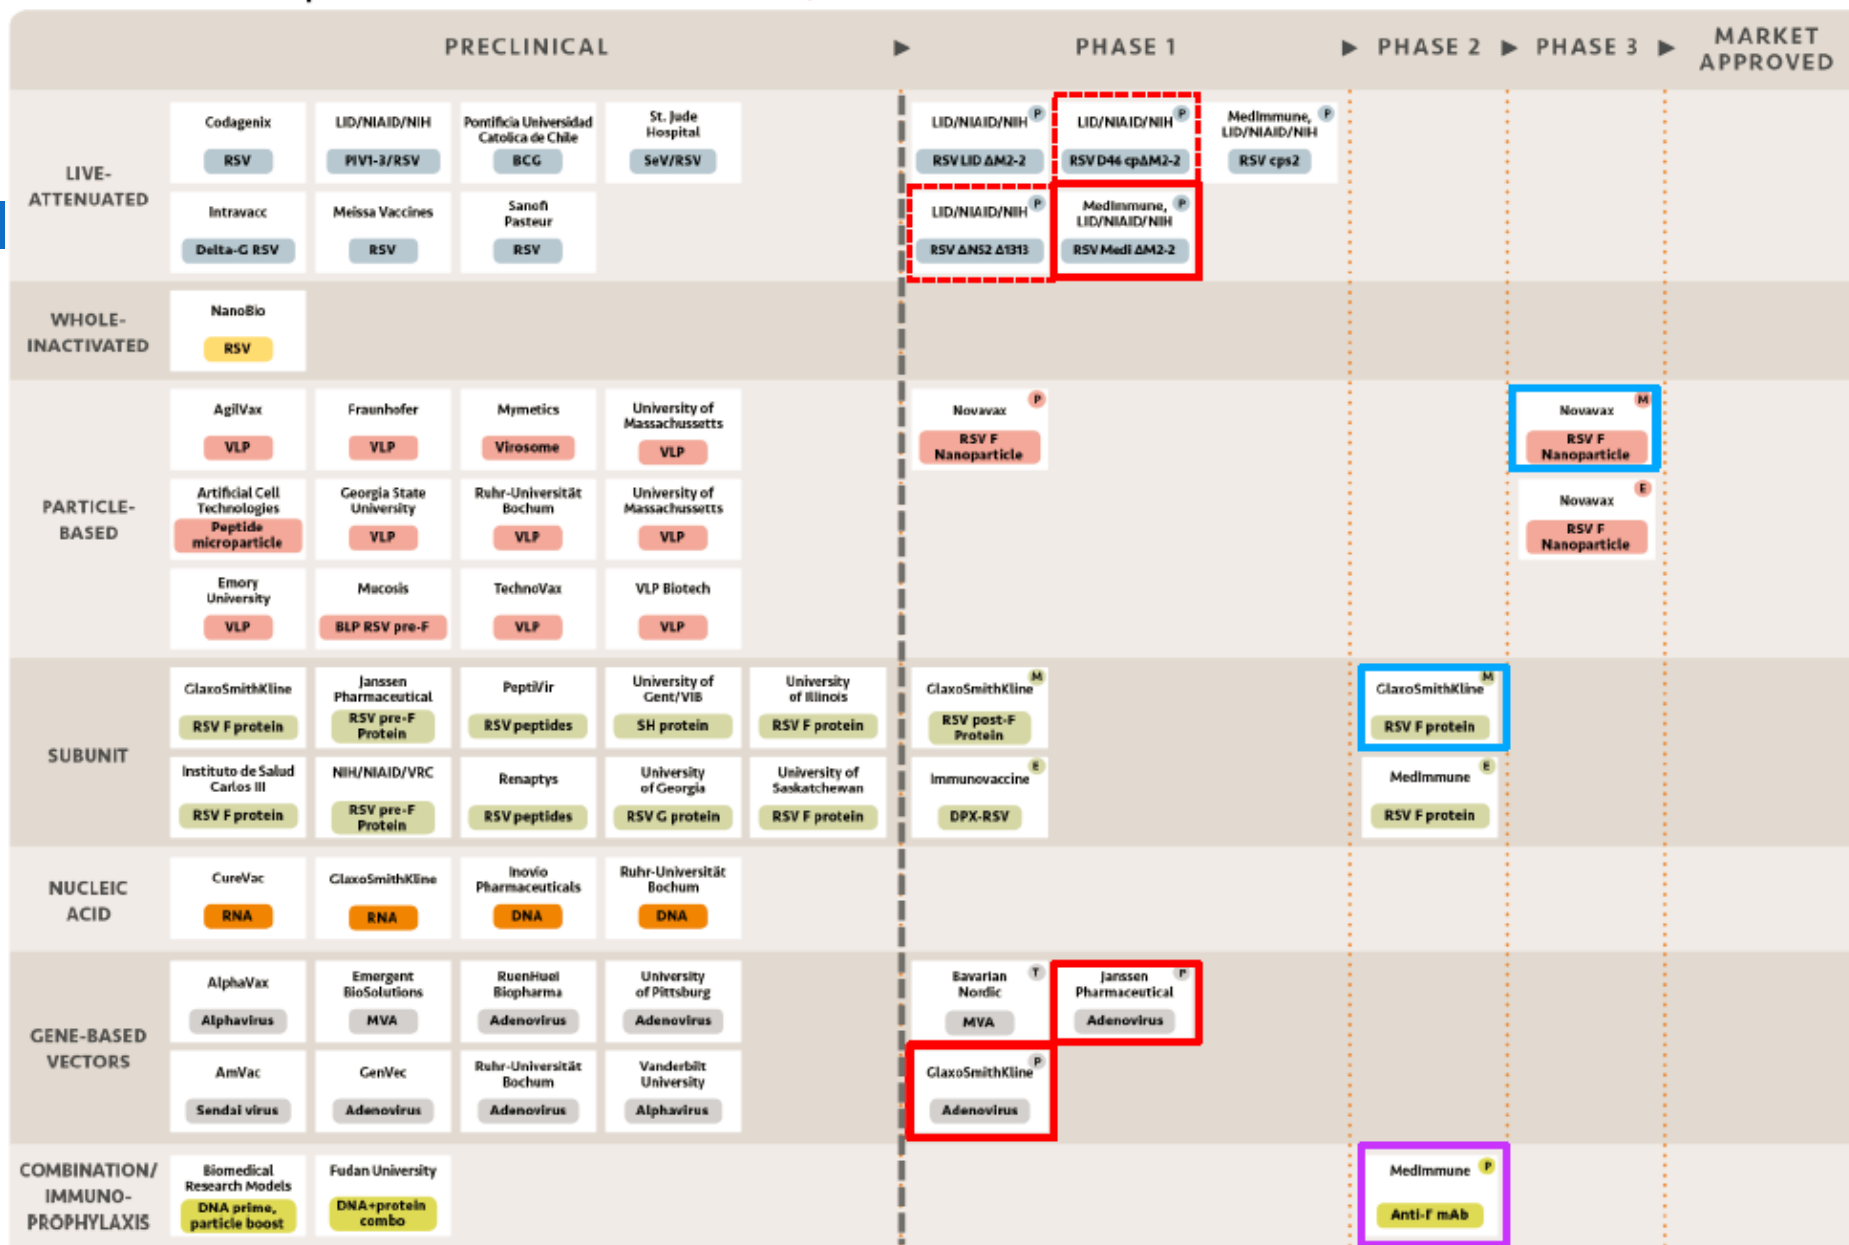 PRECLINICAL ▶ PHASE 1 ▶ PHASE 2 ▶ PHASE 3 ▶ MARKET APPROVED
LIVE-
ATTENUATED
Codagenix
RSV
LID/NIAID/NIH
PIV1-3/RSV
Pontificia Universidad
Catolica de Chile
BCG
St. Jude
Hospital
SeV/RSV
LID/NIAID/NIH P
RSV LID ΔM2-2
LID/NIAID/NIH P
RSV D46 cpΔM2-2
MedImmune, P
LID/NIAID/NIH
RSV cps2
Intravacc
Delta-G RSV
Meissa Vaccines
RSV
Sanofi
Pasteur
RSV
LID/NIAID/NIH P
RSV ΔNS2 Δ1313
MedImmune, P
LID/NIAID/NIH
RSV Medi ΔM2-2
WHOLE-
INACTIVATED
NanoBio
RSV
PARTICLE-
BASED
AgilVax
VLP
Fraunhofer
VLP
Mymetics
Virosome
University of
Massachussetts
VLP
Novavax P
RSV F
Nanoparticle
Novavax M
RSV F
Nanoparticle
Artificial Cell
Technologies
Peptide
microparticle
Georgia State
University
VLP
Ruhr-Universität
Bochum
VLP
University of
Massachussetts
VLP
Novavax E
RSV F
Nanoparticle
Emory
University
VLP
Mucosis
BLP RSV pre-F
TechnoVax
VLP
VLP Biotech
VLP
SUBUNIT
GlaxoSmithKline
RSV F protein
Janssen
Pharmaceutical
RSV pre-F
Protein
PeptiVir
RSV peptides
University of
Gent/VIB
SH protein
University
of Illinois
RSV F protein
GlaxoSmithKline M
RSV post-F
Protein
GlaxoSmithKline M
RSV F protein
Instituto de Salud
Carlos III
RSV F protein
NIH/NIAID/VRC
RSV pre-F
Protein
Renaptys
RSV peptides
University
of Georgia
RSV G protein
University of
Saskatchewan
RSV F protein
Immunovaccine E
DPX-RSV
MedImmune E
RSV F protein
NUCLEIC
ACID
CureVac
RNA
GlaxoSmithKline
RNA
Inovio
Pharmaceuticals
DNA
Ruhr-Universität
Bochum
DNA
GENE-BASED
VECTORS
AlphaVax
Alphavirus
Emergent
BioSolutions
MVA
RuenHuei
Biopharma
Adenovirus
University
of Pittsburg
Adenovirus
Bavarian T
Nordic
MVA
Janssen P
Pharmaceutical
Adenovirus
AmVac
Sendai virus
GenVec
Adenovirus
Ruhr-Universität
Bochum
Adenovirus
Vanderbilt
University
Alphavirus
GlaxoSmithKline P
Adenovirus
COMBINATION/
IMMUNO-
PROPHYLAXIS
Biomedical
Research Models
DNA prime,
particle boost
Fudan University
DNA+protein
combo
MedImmune P
Anti-F mAb